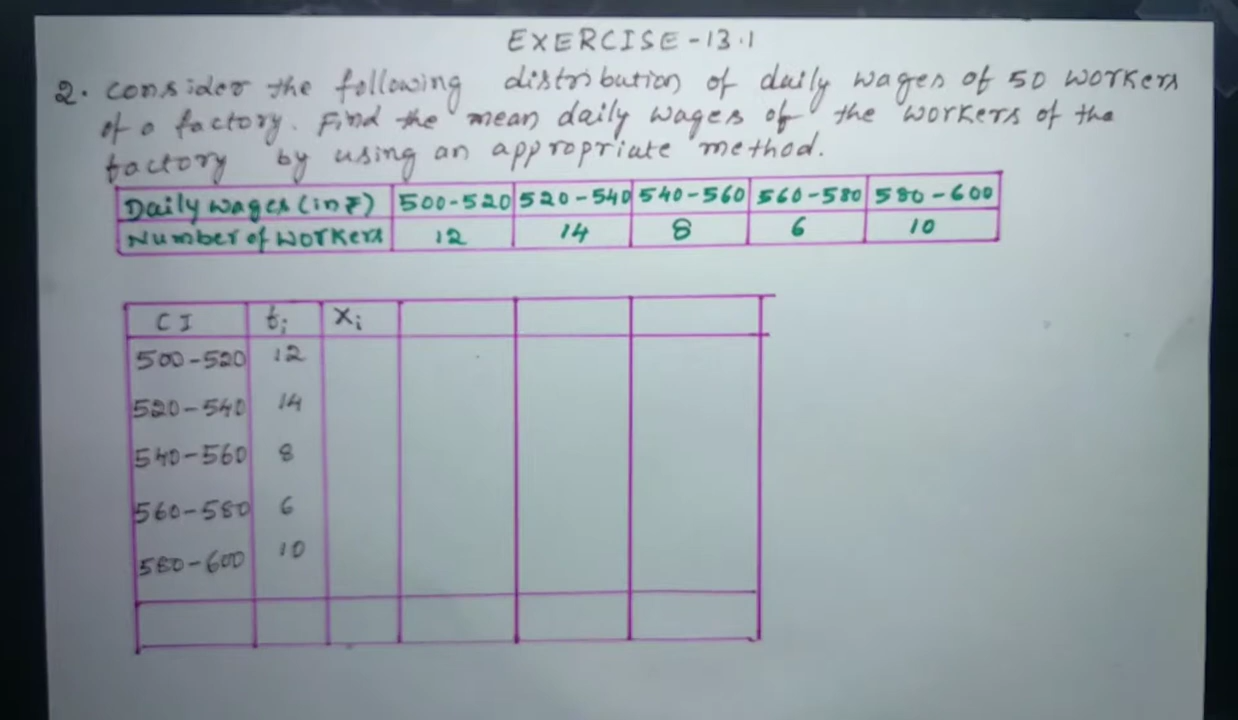 EXERCISE-13.1
2. Consider the following distribution of daily wages of 50 workers
of a factory. Find the mean daily wages of the workers of the
factory by using an appropriate method.
Daily wages (in ₹) 500-520 520-540 540-560 560-580 580-600
Number of workers 12 14 8 6 10
CI fi xi
500-520 12
520-540 14
540-560 8
560-580 6
580-600 10